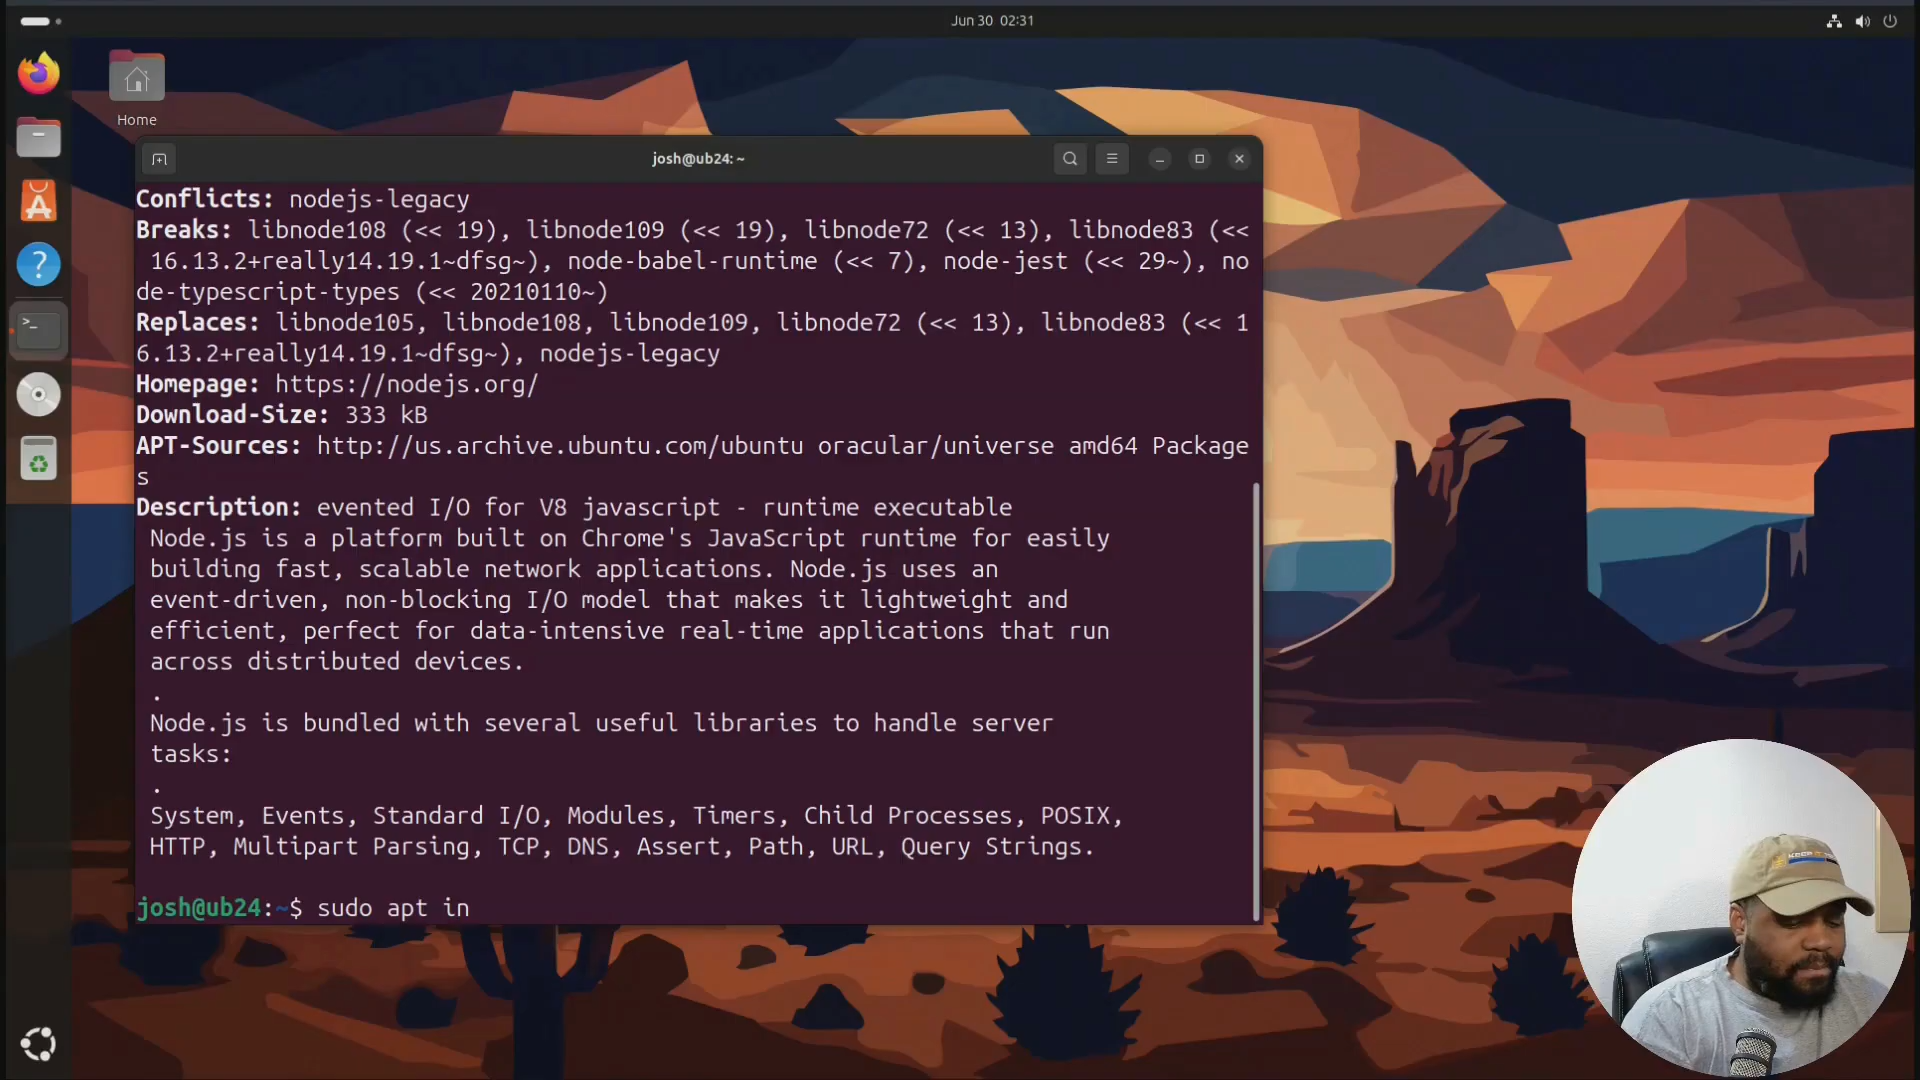 Jun 30 02:31
Home
josh@ub24: ~
Conflicts: nodejs-legacy
Breaks: libnode108 (<< 19), libnode109 (<< 19), libnode72 (<< 13), libnode83 (<<
16.13.2+really14.19.1~dfsg~), node-babel-runtime (<< 7), node-jest (<< 29~), no
de-typescript-types (<< 20210110~)
Replaces: libnode105, libnode108, libnode109, libnode72 (<< 13), libnode83 (<< 1
6.13.2+really14.19.1~dfsg~), nodejs-legacy
Homepage: https://nodejs.org/
Download-Size: 333 kB
APT-Sources: http://us.archive.ubuntu.com/ubuntu oracular/universe amd64 Package
s
Description: evented I/O for V8 javascript - runtime executable
Node.js is a platform built on Chrome's JavaScript runtime for easily
building fast, scalable network applications. Node.js uses an
event-driven, non-blocking I/O model that makes it lightweight and
efficient, perfect for data-intensive real-time applications that run
across distributed devices.
.
Node.js is bundled with several useful libraries to handle server
tasks:
.
System, Events, Standard I/O, Modules, Timers, Child Processes, POSIX,
HTTP, Multipart Parsing, TCP, DNS, Assert, Path, URL, Query Strings.
josh@ub24:~$ sudo apt in